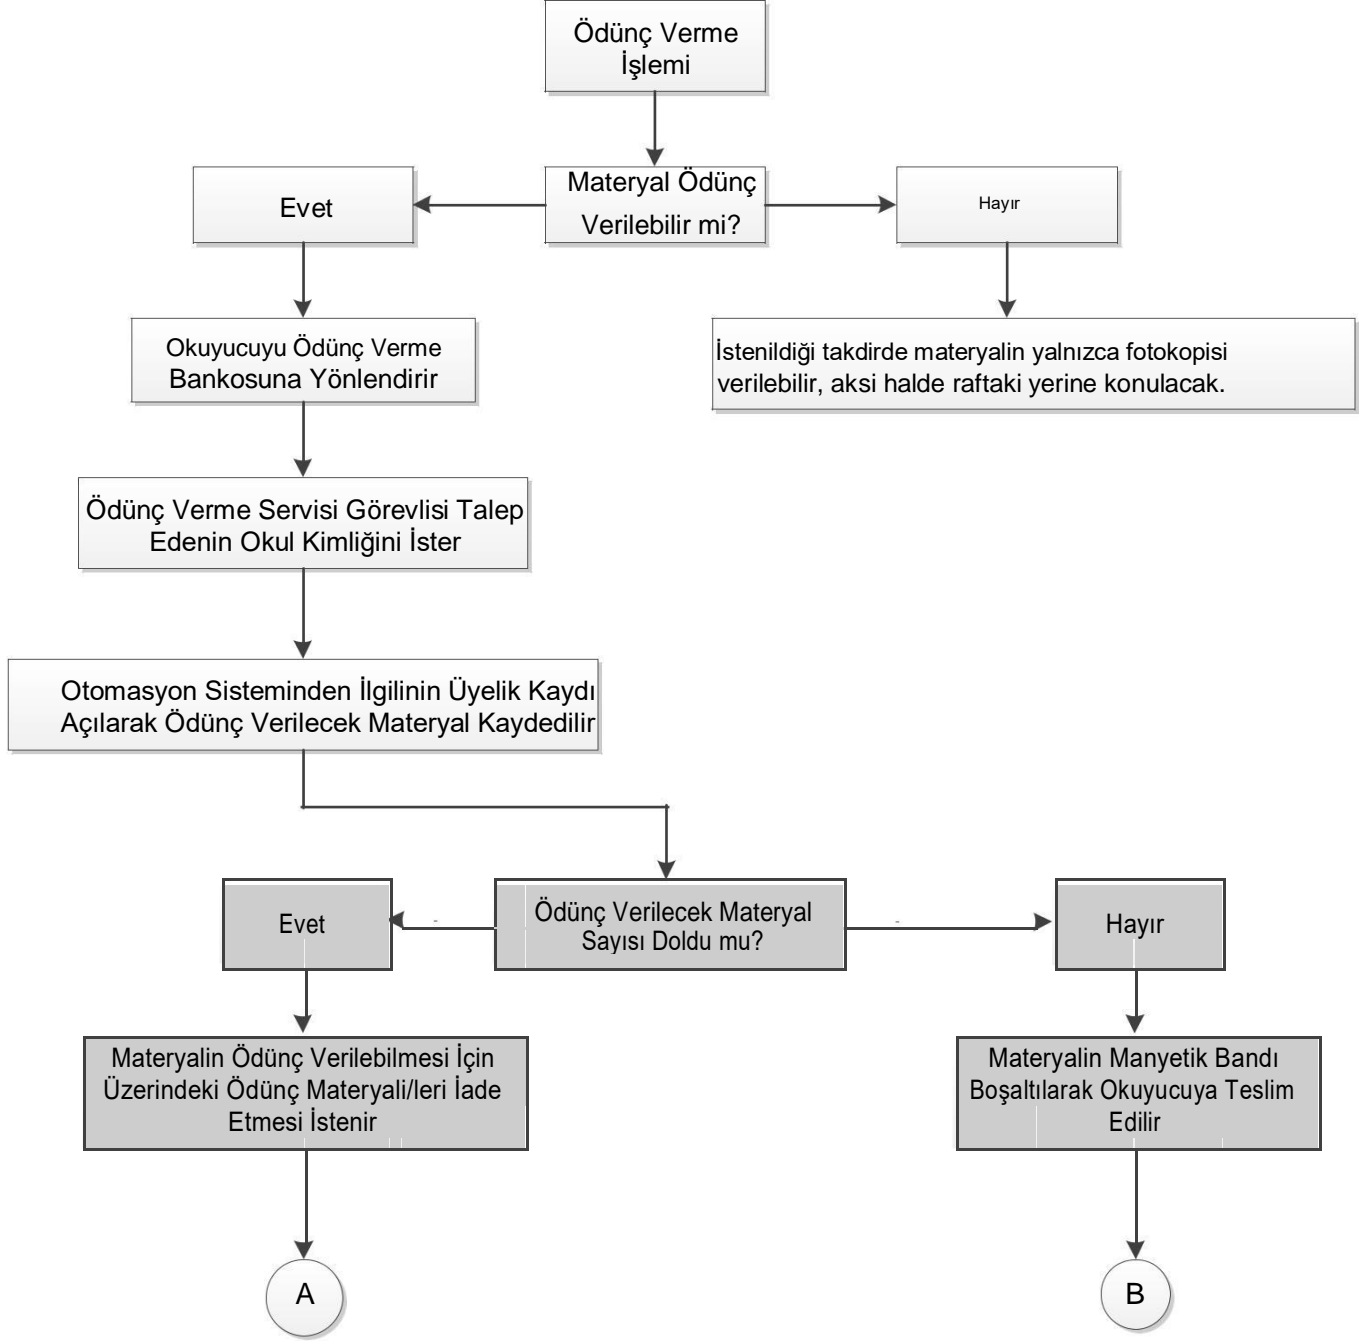 Ödünç Verme
İşlemi
Evet
Materyal Ödünç
Verilebilir mi?
Hayır
Okuyucuyu Ödünç Verme
Bankosuna Yönlendirir
İstenildiği takdirde materyalin yalnızca fotokopisi
verilebilir, aksi halde raftaki yerine konulacak.
Ödünç Verme Servisi Görevlisi Talep
Edenin Okul Kimliğini İster
Otomasyon Sisteminden İlgilinin Üyelik Kaydı
Açılarak Ödünç Verilecek Materyal Kaydedilir
Evet
Ödünç Verilecek Materyal
Sayısı Doldu mu?
Hayır
Materyalin Ödünç Verilebilmesi İçin
Üzerindeki Ödünç Materyali/leri İade
Etmesi İstenir
Materyalin Manyetik Bandı
Boşaltılarak Okuyucuya Teslim
Edilir
A
B